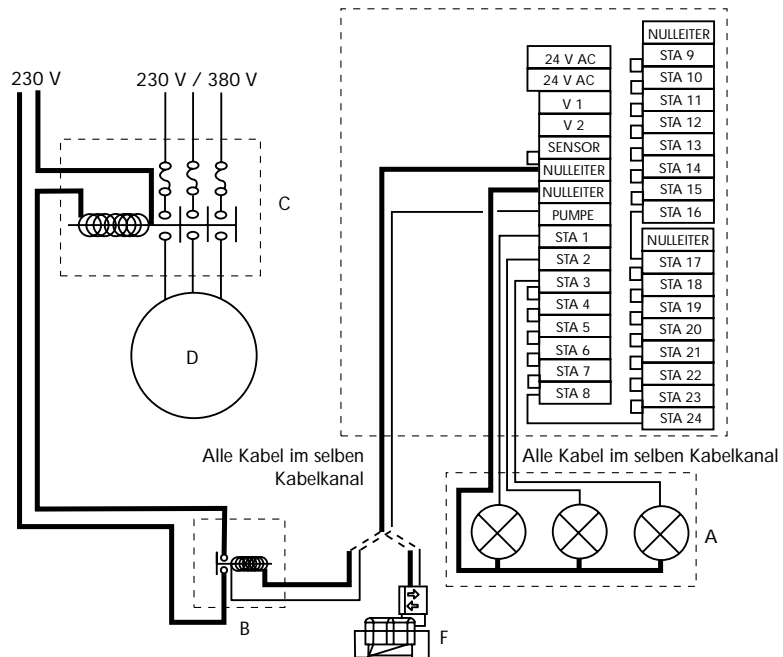 230 V
230 V / 380 V
C
D
24 V AC
24 V AC
V 1
V 2
SENSOR
NULLEITER
NULLEITER
PUMPE
STA 1
STA 2
STA 3
STA 4
STA 5
STA 6
STA 7
STA 8
NULLEITER
STA 9
STA 10
STA 11
STA 12
STA 13
STA 14
STA 15
STA 16
NULLEITER
STA 17
STA 18
STA 19
STA 20
STA 21
STA 22
STA 23
STA 24
Alle Kabel im selben
Kabelkanal
Alle Kabel im selben Kabelkanal
A
B
F